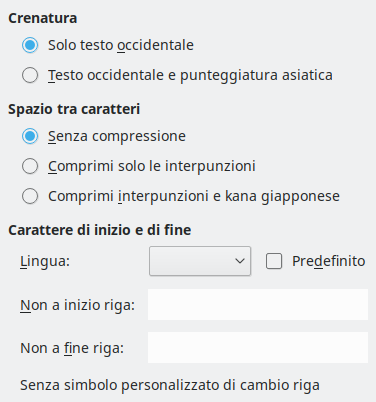 Crenatura
Solo testo occidentale
Testo occidentale e punteggiatura asiatica
Spazio tra caratteri
Senza compressione
Comprimi solo le interpunzioni
Comprimi interpunzioni e kana giapponese
Carattere di inizio e di fine
Lingua: Predefinito
Non a inizio riga:
Non a fine riga:
Senza simbolo personalizzato di cambio riga